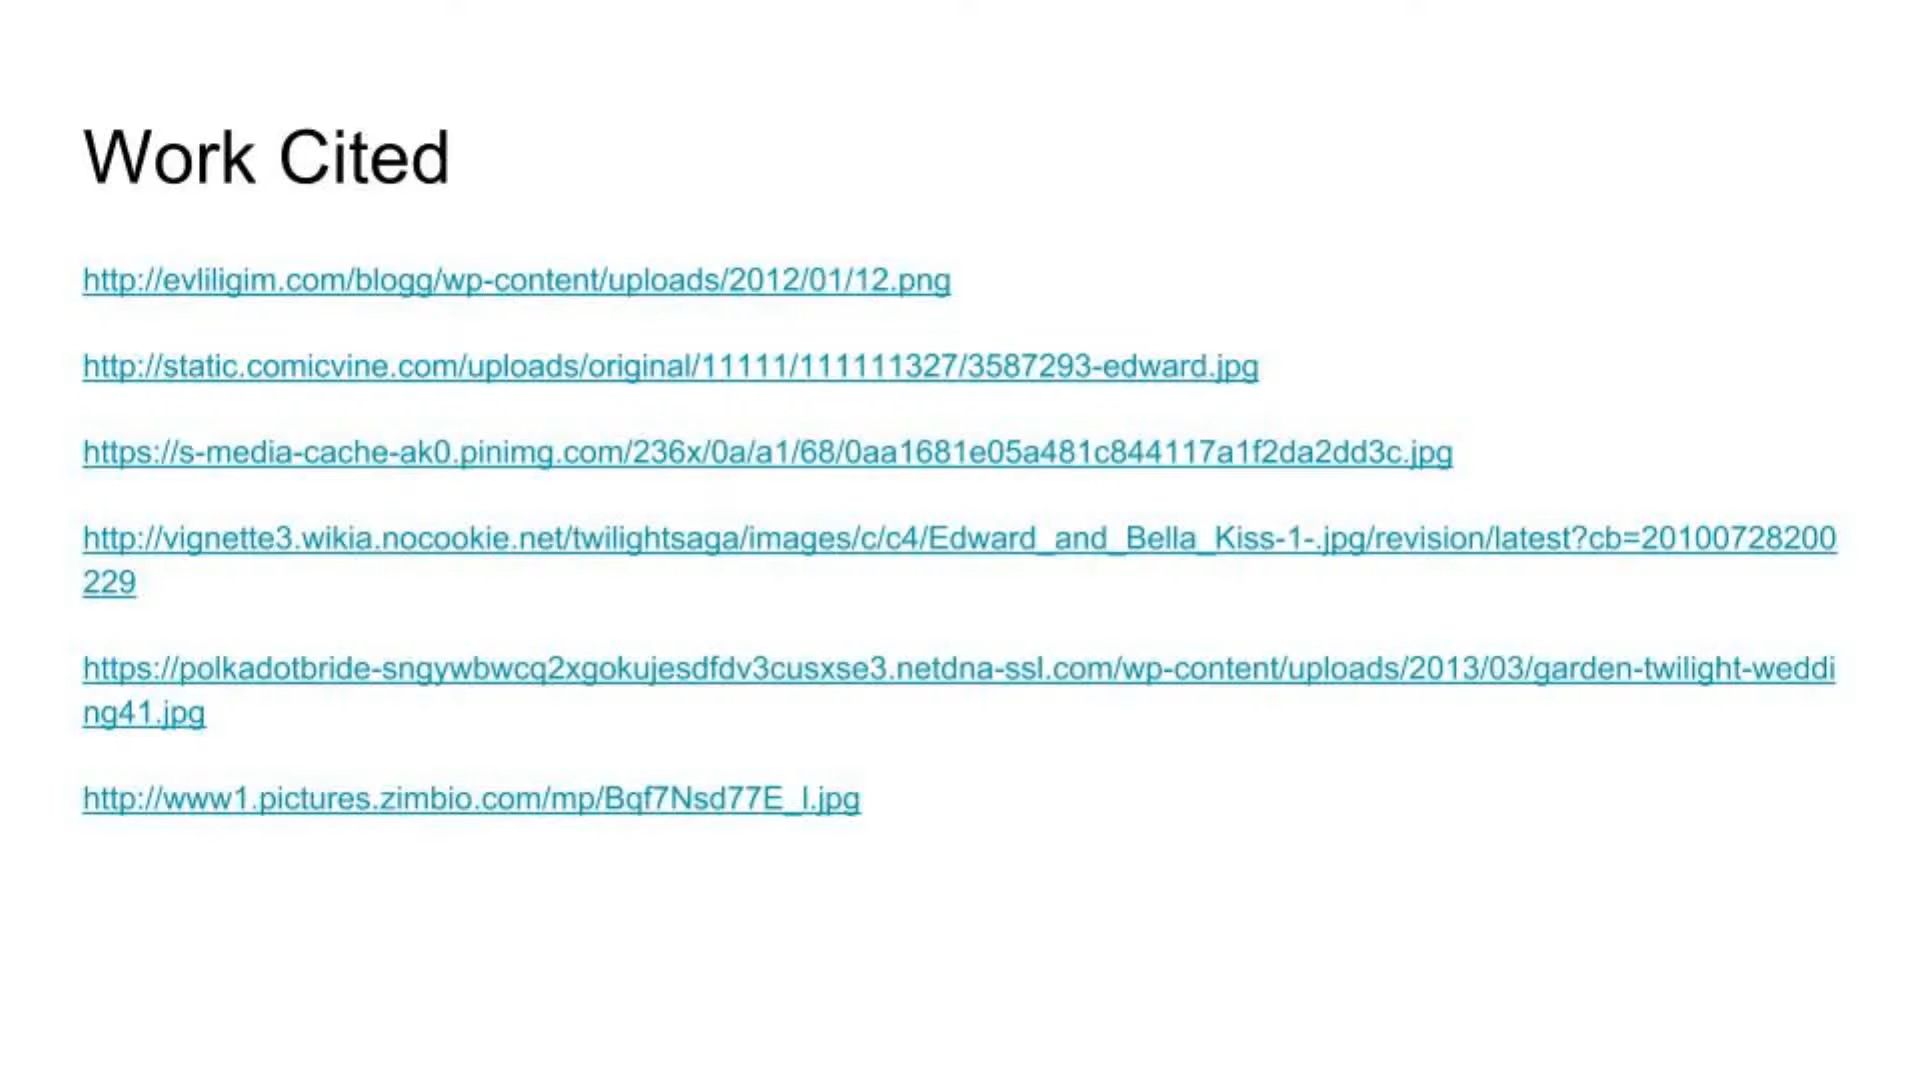 Work Cited
http://evliligim.com/blogg/wp-content/uploads/2012/01/12.png
http://static.comicvine.com/uploads/original/11111/111111327/3587293-edward.jpg
https://s-media-cache-ak0.pinimg.com/236x/0a/a1/68/0aa1681e05a481c844117a1f2da2dd3c.jpg
http://vignette3.wikia.nocookie.net/twilightsaga/images/c/c4/Edward_and_Bella_Kiss-1-.jpg/revision/latest?cb=20100728200
229
https://polkadotbride-sngywbwcq2xgokujesdfdv3cusxse3.netdna-ssl.com/wp-content/uploads/2013/03/garden-twilight-weddi
ng41.jpg
http://www1.pictures.zimbio.com/mp/Bqf7Nsd77E_l.jpg